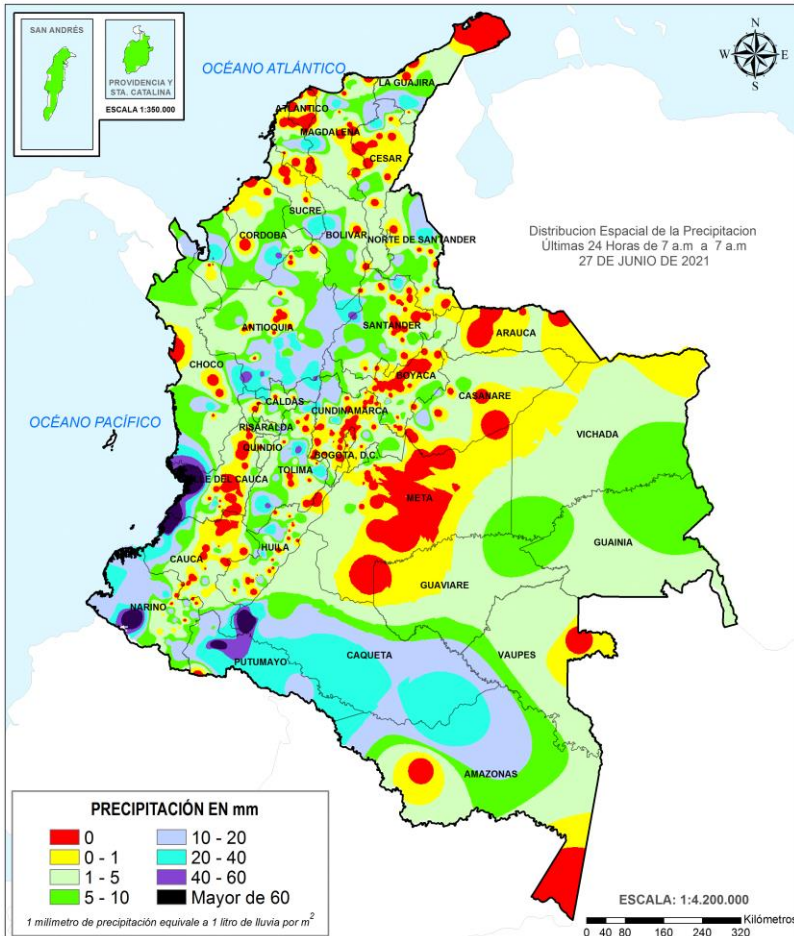 SAN ANDRÉS
PROVIDENCIA Y
STA. CATALINA
ESCALA 1:350.000
OCÉANO ATLÁNTICO
N
W E
S
LA GUAJIRA
ATLANTICO
MAGDALENA
CESAR
SUCRE
CORDOBA
BOLIVAR
NORTE DE SANTANDER
Distribucion Espacial de la Precipitacion
Últimas 24 Horas de 7 a.m a 7 a.m
27 DE JUNIO DE 2021
ANTIOQUIA
SANTANDER
ARAUCA
CHOCO
BOYACA
CASANARE
CALDAS
CUNDINAMARCA
VICHADA
OCÉANO PACÍFICO
RISARALDA
QUINDIO
BOGOTA, D.C.
TOLIMA
LLE DEL CAUCA
META
GUAINIA
HUILA
CAUCA
GUAVIARE
NARIÑO
CAQUETA
VAUPES
PUTUMAYO
AMAZONAS
PRECIPITACIÓN EN mm
0 10 - 20
0 - 1 20 - 40
1 - 5 40 - 60
5 - 10 Mayor de 60
1 milímetro de precipitación equivale a 1 litro de lluvia por m²
ESCALA: 1:4.200.000
Kilómetros
0 40 80 160 240 320